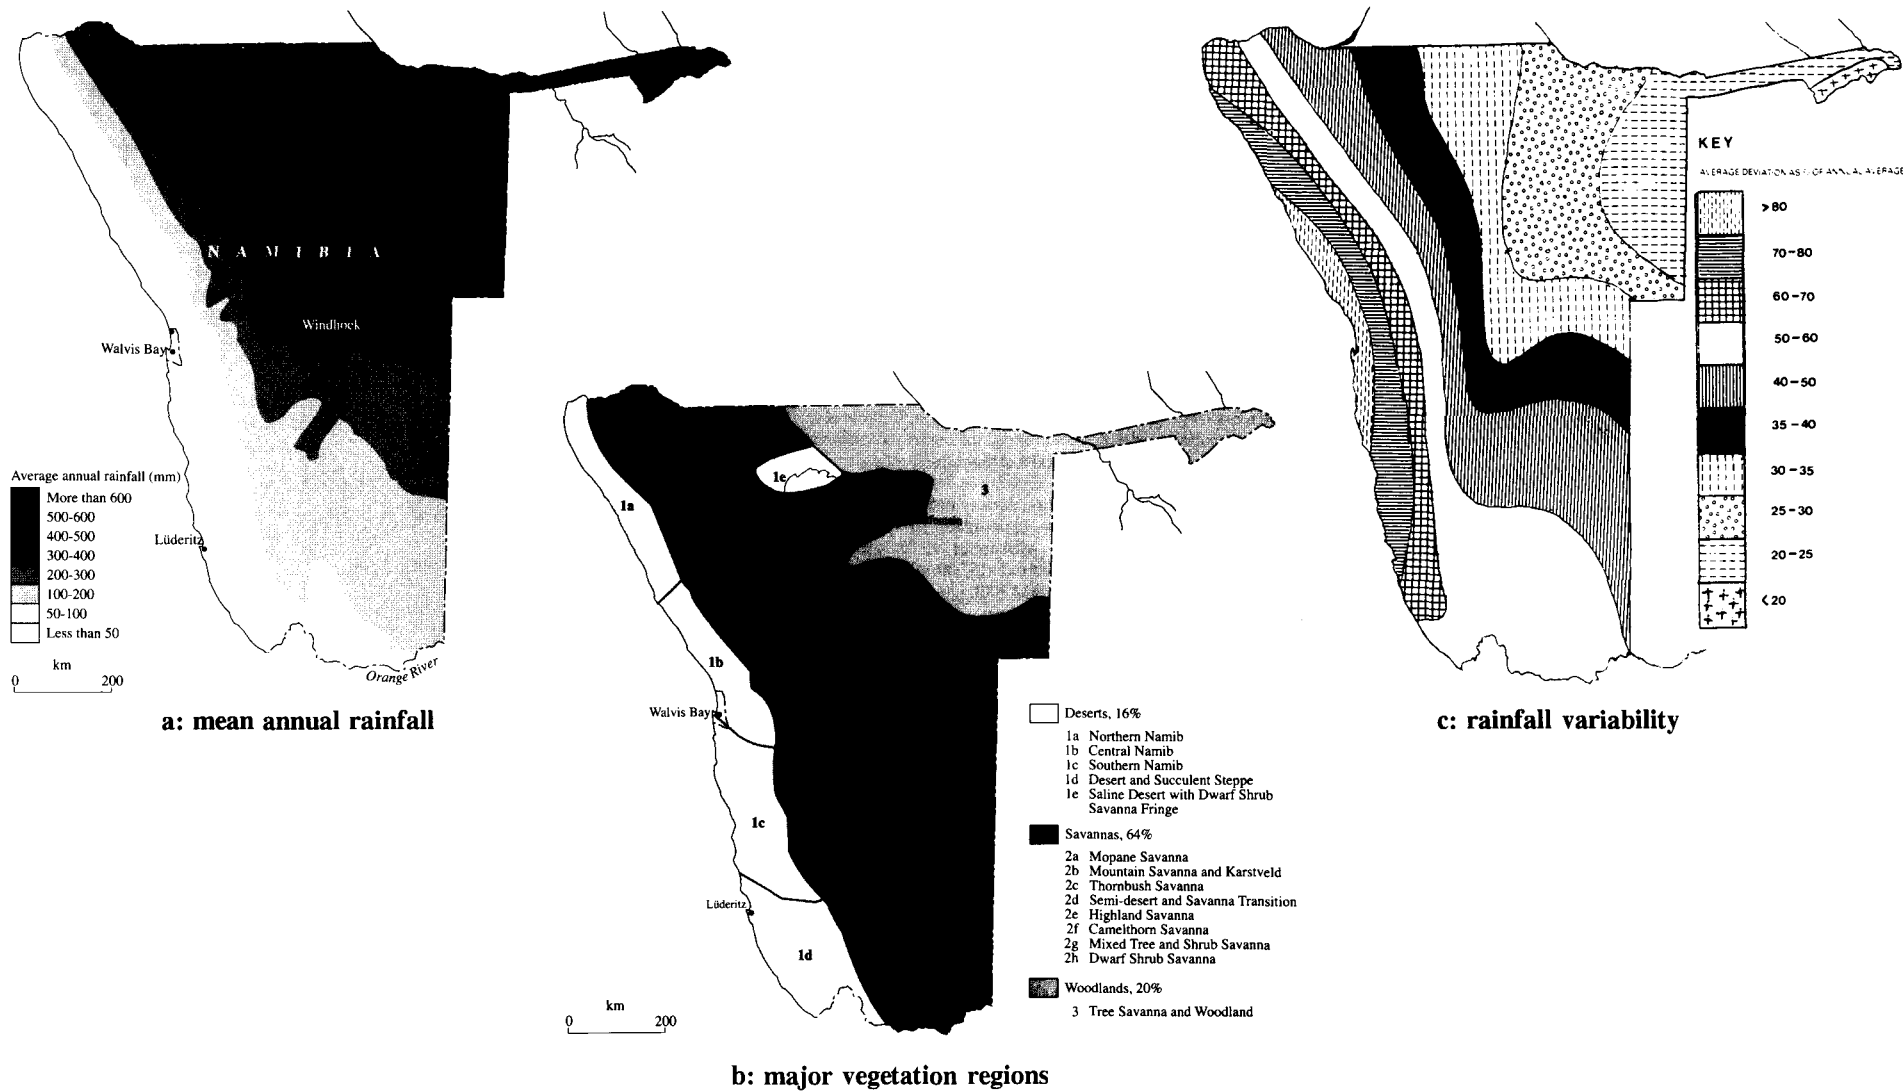 N A M I B I A
Windhoek
Walvis Bay
Lüderitz
Average annual rainfall (mm)
More than 600
500-600
400-500
300-400
200-300
100-200
50-100
Less than 50
km
0 200
Orange River
a: mean annual rainfall
1e
3
1a
1b
Walvis Bay
1c
Lüderitz
1d
km
0 200
Deserts, 16%
1a Northern Namib
1b Central Namib
1c Southern Namib
1d Desert and Succulent Steppe
1e Saline Desert with Dwarf Shrub
Savanna Fringe
Savannas, 64%
2a Mopane Savanna
2b Mountain Savanna and Karstveld
2c Thornbush Savanna
2d Semi-desert and Savanna Transition
2e Highland Savanna
2f Camelthorn Savanna
2g Mixed Tree and Shrub Savanna
2h Dwarf Shrub Savanna
Woodlands, 20%
3 Tree Savanna and Woodland
b: major vegetation regions
KEY
AVERAGE DEVIATION AS % OF ANNUAL AVERAGE
>80
70-80
60-70
50-60
40-50
35-40
30-35
25-30
20-25
<20
c: rainfall variability